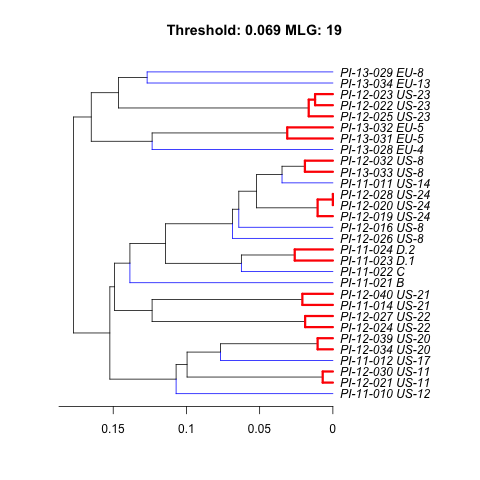 Threshold: 0.069 MLG: 19
PI-13-029 EU-8
PI-13-034 EU-13
PI-12-023 US-23
PI-12-022 US-23
PI-12-025 US-23
PI-13-032 EU-5
PI-13-031 EU-5
PI-13-028 EU-4
PI-12-032 US-8
PI-13-033 US-8
PI-11-011 US-14
PI-12-028 US-24
PI-12-020 US-24
PI-12-019 US-24
PI-12-016 US-8
PI-12-026 US-8
PI-11-024 D.2
PI-11-023 D.1
PI-11-022 C
PI-11-021 B
PI-12-040 US-21
PI-11-014 US-21
PI-12-027 US-22
PI-12-024 US-22
PI-12-039 US-20
PI-12-034 US-20
PI-11-012 US-17
PI-12-030 US-11
PI-12-021 US-11
PI-11-010 US-12
0.15 0.1 0.05 0